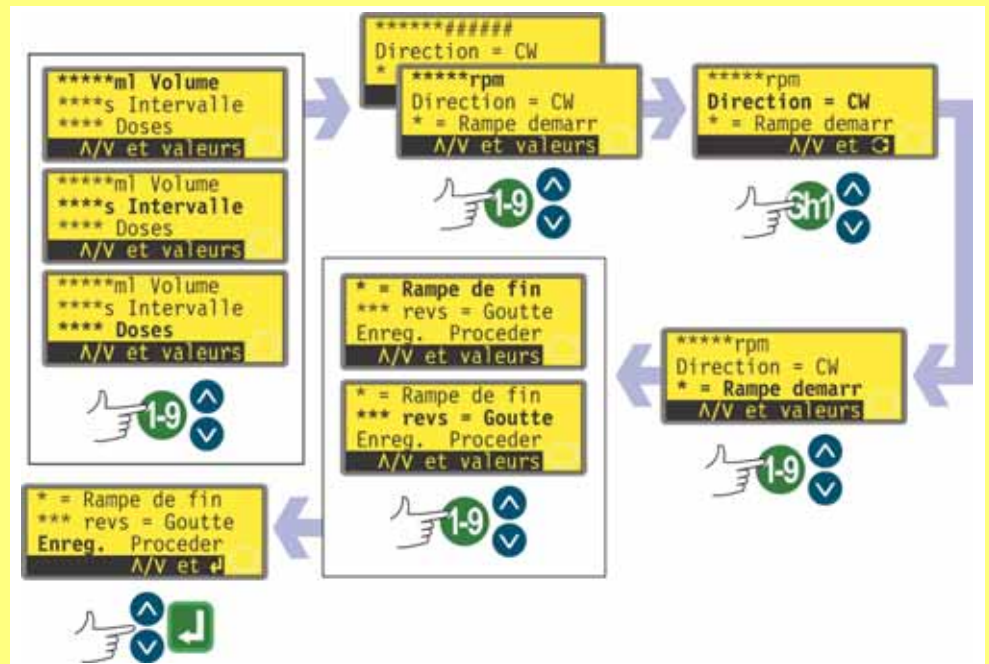 *****ml Volume
****s Intervalle
**** Doses
Λ/V et valeurs
*****ml Volume
****s Intervalle
**** Doses
Λ/V et valeurs
*****ml Volume
****s Intervalle
**** Doses
Λ/V et valeurs
1-9
******######
Direction = CW
*
*****rpm
Direction = CW
* = Rampe demarr
Λ/V et valeurs
1-9
*****rpm
Direction = CW
* = Rampe demarr
Λ/V et
Sh1
*****rpm
Direction = CW
* = Rampe demarr
Λ/V et valeurs
1-9
* = Rampe de fin
*** revs = Goutte
Enreg. Proceder
Λ/V et valeurs
* = Rampe de fin
*** revs = Goutte
Enreg. Proceder
Λ/V et valeurs
1-9
* = Rampe de fin
*** revs = Goutte
Enreg. Proceder
Λ/V et ↲